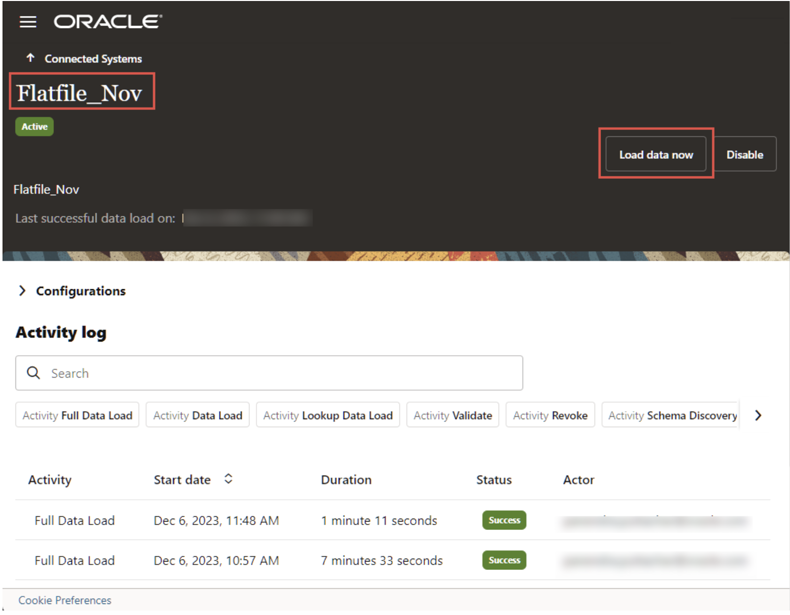 ORACLE
Connected Systems
Flatfile_Nov
Active
Load data now Disable
Flatfile_Nov
Last successful data load on:
Configurations
Activity log
Search
Activity Full Data Load Activity Data Load Activity Lookup Data Load Activity Validate Activity Revoke Activity Schema Discovery
Activity Start date Duration Status Actor
Full Data Load Dec 6, 2023, 11:48 AM 1 minute 11 seconds Success
Full Data Load Dec 6, 2023, 10:57 AM 7 minutes 33 seconds Success
Cookie Preferences